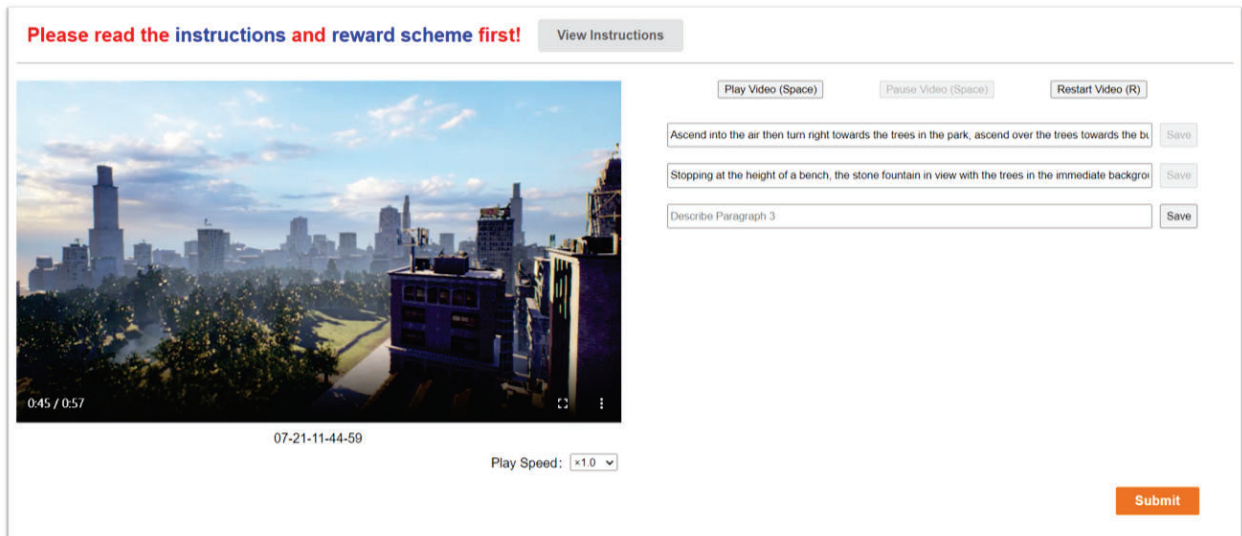 Please read the instructions and reward scheme first!
View Instructions
Play Video (Space)
Pause Video (Space)
Restart Video (R)
Ascend into the air then turn right towards the trees in the park, ascend over the trees towards the
Save
Stopping at the height of a bench, the stone fountain in view with the trees in the immediate
Save
Describe Paragraph 3
Save
0:45 / 0:57
07-21-11-44-59
Play Speed:
×1.0
Submit